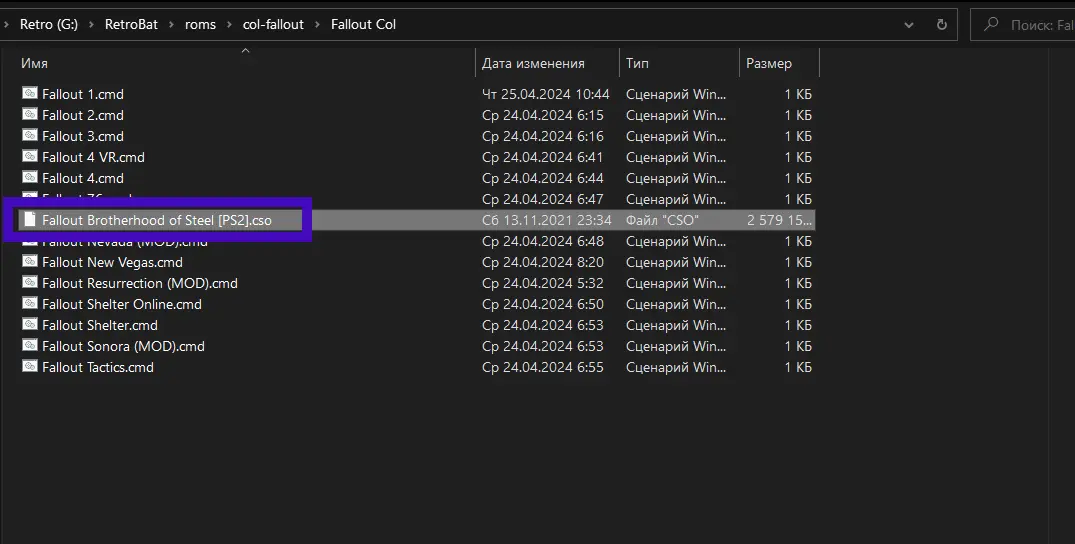 Retro (G:) RetroBat roms col-fallout Fallout Col Поиск: Fal
Имя Дата изменения Тип Размер
Fallout 1.cmd Чт 25.04.2024 10:44 Сценарий Win... 1 КБ
Fallout 2.cmd Ср 24.04.2024 6:15 Сценарий Win... 1 КБ
Fallout 3.cmd Ср 24.04.2024 6:16 Сценарий Win... 1 КБ
Fallout 4 VR.cmd Ср 24.04.2024 6:41 Сценарий Win... 1 КБ
Fallout 4.cmd Ср 24.04.2024 6:44 Сценарий Win... 1 КБ
Fallout 76.cmd Ср 24.04.2024 6:47 Сценарий Win... 1 КБ
Fallout Brotherhood of Steel [PS2].cso Сб 13.11.2021 23:34 Файл "CSO" 2 579 15...
Fallout Nevada (MOD).cmd Ср 24.04.2024 6:48 Сценарий Win... 1 КБ
Fallout New Vegas.cmd Ср 24.04.2024 8:20 Сценарий Win... 1 КБ
Fallout Resurrection (MOD).cmd Ср 24.04.2024 5:32 Сценарий Win... 1 КБ
Fallout Shelter Online.cmd Ср 24.04.2024 6:50 Сценарий Win... 1 КБ
Fallout Shelter.cmd Ср 24.04.2024 6:53 Сценарий Win... 1 КБ
Fallout Sonora (MOD).cmd Ср 24.04.2024 6:53 Сценарий Win... 1 КБ
Fallout Tactics.cmd Ср 24.04.2024 6:55 Сценарий Win... 1 КБ